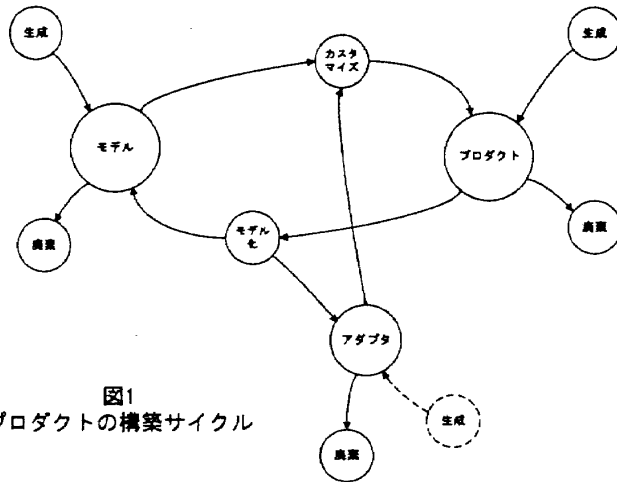 生成
カスタ
マイズ
生成
モデル
プロダクト
廃棄
モデル
化
廃棄
アダプタ
図1
プロダクトの構築サイクル
生成
廃棄